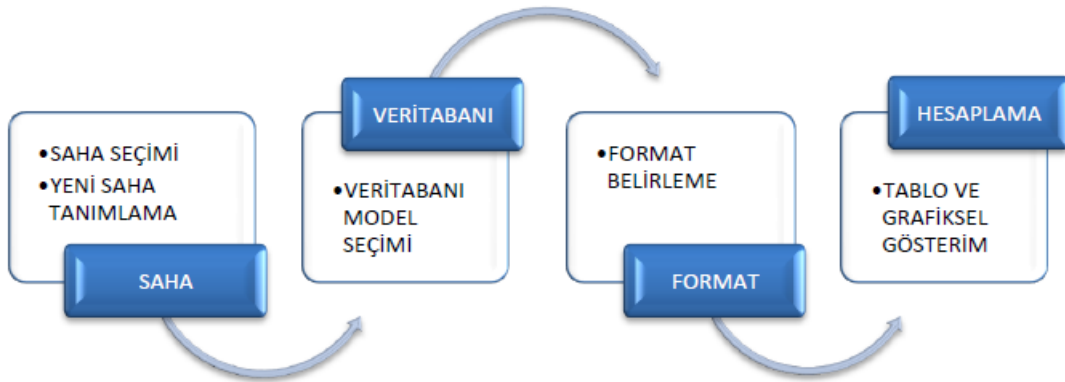 •SAHA SEÇİMİ
•YENİ SAHA
TANIMLAMA
SAHA
VERİTABANI
•VERİTABANI
MODEL
SEÇİMİ
•FORMAT
BELİRLEME
FORMAT
HESAPLAMA
•TABLO VE
GRAFİKSEL
GÖSTERİM